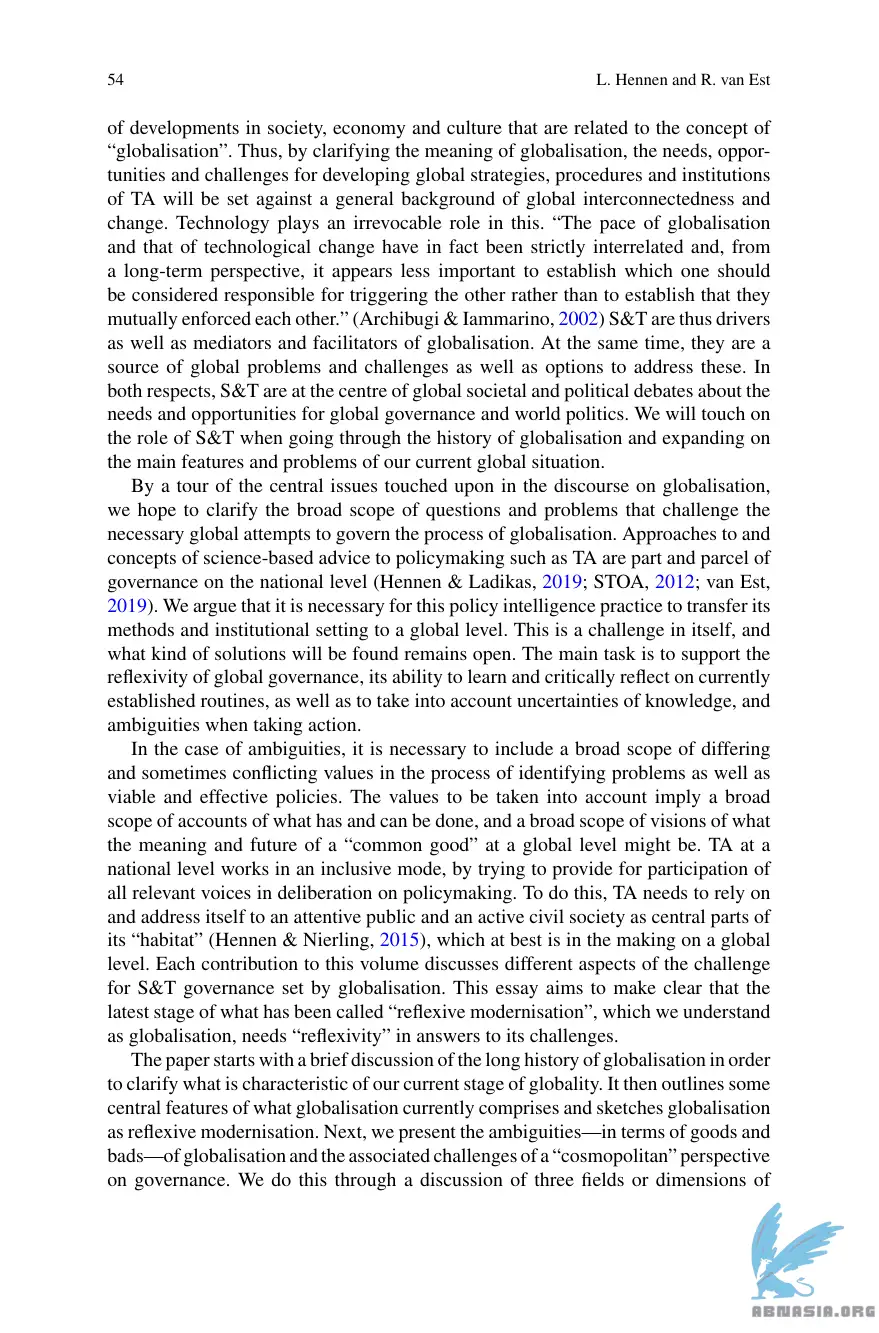 54
L. Hennen and R. van Est
of developments in society, economy and culture that are related to the concept of
“globalisation”. Thus, by clarifying the meaning of globalisation, the needs, oppor-
tunities and challenges for developing global strategies, procedures and institutions
of TA will be set against a general background of global interconnectedness and
change. Technology plays an irrevocable role in this. “The pace of globalisation
and that of technological change have in fact been strictly interrelated and, from
a long-term perspective, it appears less important to establish which one should
be considered responsible for triggering the other rather than to establish that they
mutually enforced each other.” (Archibugi & Iammarino, 2002) S&T are thus drivers
as well as mediators and facilitators of globalisation. At the same time, they are a
source of global problems and challenges as well as options to address these. In
both respects, S&T are at the centre of global societal and political debates about the
needs and opportunities for global governance and world politics. We will touch on
the role of S&T when going through the history of globalisation and expanding on
the main features and problems of our current global situation.
By a tour of the central issues touched upon in the discourse on globalisation,
we hope to clarify the broad scope of questions and problems that challenge the
necessary global attempts to govern the process of globalisation. Approaches to and
concepts of science-based advice to policymaking such as TA are part and parcel of
governance on the national level (Hennen & Ladikas, 2019; STOA, 2012; van Est,
2019). We argue that it is necessary for this policy intelligence practice to transfer its
methods and institutional setting to a global level. This is a challenge in itself, and
what kind of solutions will be found remains open. The main task is to support the
reflexivity of global governance, its ability to learn and critically reflect on currently
established routines, as well as to take into account uncertainties of knowledge, and
ambiguities when taking action.
In the case of ambiguities, it is necessary to include a broad scope of differing
and sometimes conflicting values in the process of identifying problems as well as
viable and effective policies. The values to be taken into account imply a broad
scope of accounts of what has and can be done, and a broad scope of visions of what
the meaning and future of a “common good” at a global level might be. TA at a
national level works in an inclusive mode, by trying to provide for participation of
all relevant voices in deliberation on policymaking. To do this, TA needs to rely on
and address itself to an attentive public and an active civil society as central parts of
its “habitat” (Hennen & Nierling, 2015), which at best is in the making on a global
level. Each contribution to this volume discusses different aspects of the challenge
for S&T governance set by globalisation. This essay aims to make clear that the
latest stage of what has been called “reflexive modernisation”, which we understand
as globalisation, needs “reflexivity” in answers to its challenges.
The paper starts with a brief discussion of the long history of globalisation in order
to clarify what is characteristic of our current stage of globality. It then outlines some
central features of what globalisation currently comprises and sketches globalisation
as reflexive modernisation. Next, we present the ambiguities—in terms of goods and
bads—of globalisation and the associated challenges of a “cosmopolitan” perspective
on governance. We do this through a discussion of three fields or dimensions of
ABNASIA.ORG